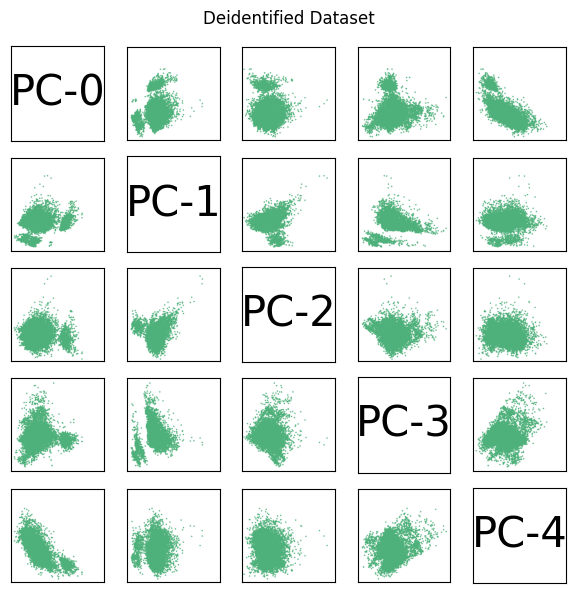 Deidentified Dataset
PC-0
PC-1
PC-2
PC-3
PC-4